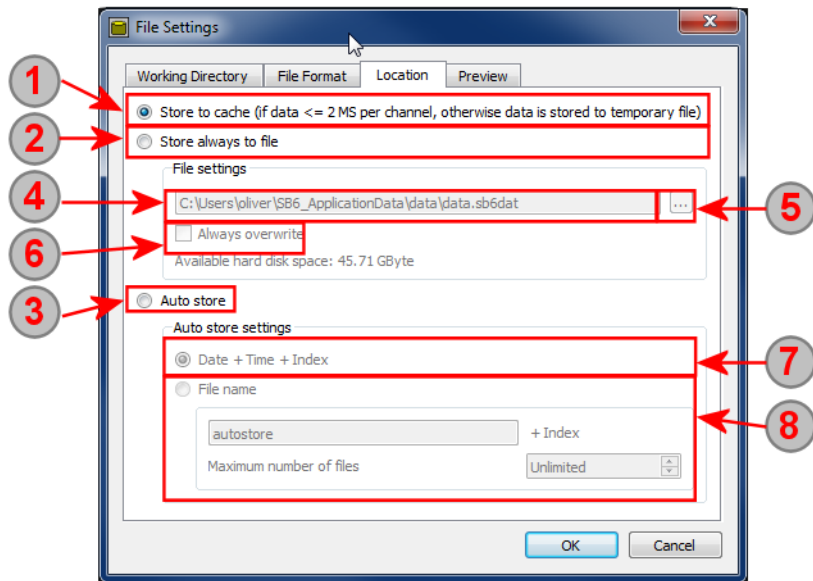 File Settings
Working Directory File Format Location Preview
1
Store to cache (if data <= 2 MS per channel, otherwise data is stored to temporary file)
2
Store always to file
File settings
4
C:\Users\oliver\SB6_ApplicationData\data\data.sb6dat ...
5
6
Always overwrite
Available hard disk space: 45.71 GByte
3
Auto store
Auto store settings
Date + Time + Index
7
File name
8
autostore + Index
Maximum number of files Unlimited
OK Cancel